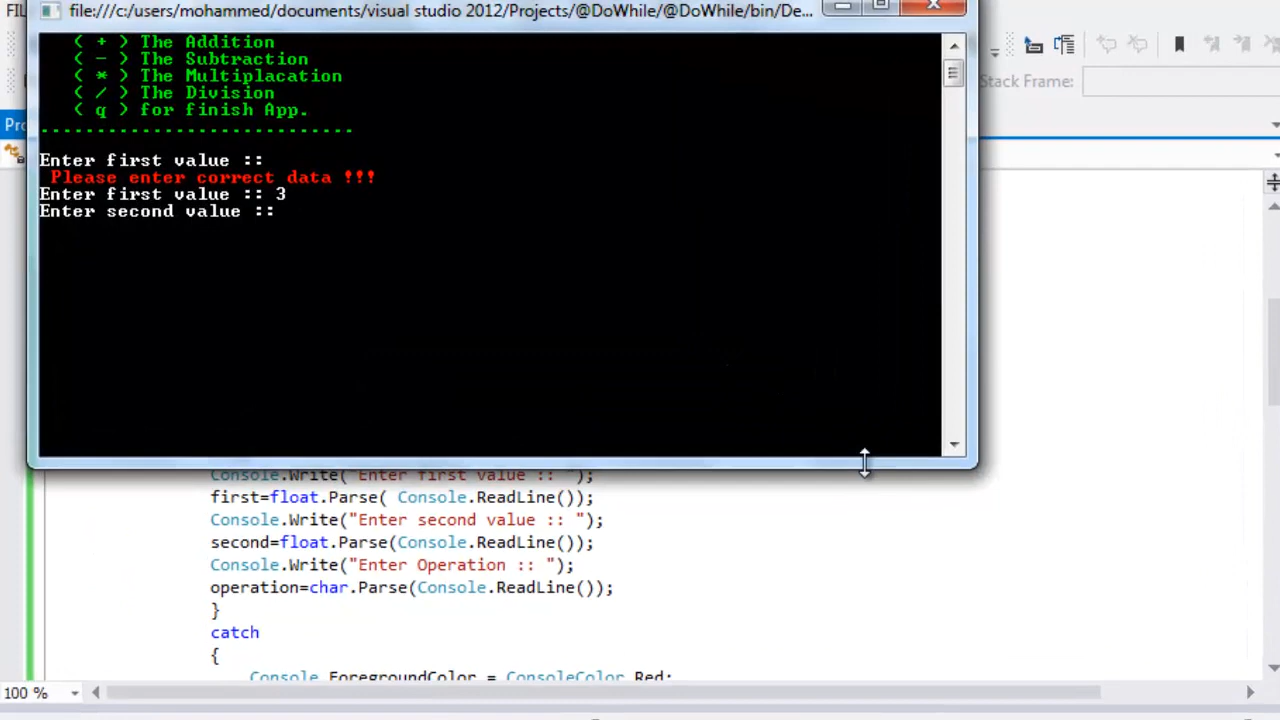 FIL
file:///c:/users/mohammed/documents/visual studio 2012/Projects/@DoWhile/@DoWhile/bin/De...
( + ) The Addition
( - ) The Subtraction
( * ) The Multiplacation
( / ) The Division
( q ) for finish App.
----------------------------
Enter first value ::
Please enter correct data !!!
Enter first value :: 3
Enter second value ::
Stack Frame:
Console.Write("Enter first value :: ");
first=float.Parse( Console.ReadLine());
Console.Write("Enter second value :: ");
second=float.Parse(Console.ReadLine());
Console.Write("Enter Operation :: ");
operation=char.Parse(Console.ReadLine());
}
catch
{
Console.ForegroundColor = ConsoleColor.Red;
100 %